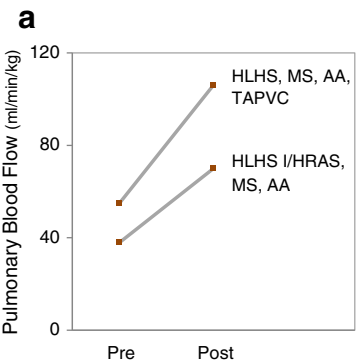 a
Pulmonary Blood Flow (ml/min/kg)
120
80
40
0
HLHS, MS, AA,
TAPVC
HLHS I/HRAS,
MS, AA
Pre Post